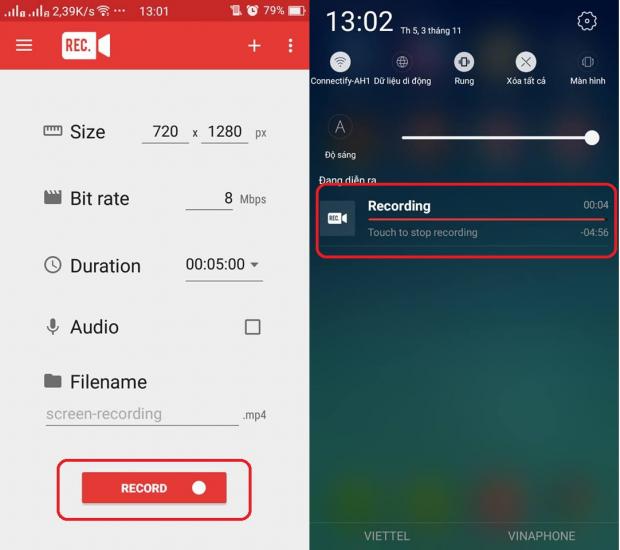 2,39K/s ... 13:01 79%
REC.
Size 720 x 1280 px
Bit rate 8 Mbps
Duration 00:05:00
Audio
Filename
screen-recording .mp4
RECORD
13:02 Th 5, 3 tháng 11
Connectify-AH1 Dữ liệu di động Rung Xóa tất cả Màn hình
A
Độ sáng
Đang diễn ra
REC.
Recording 00:04
Touch to stop recording -04:56
VIETTEL VINAPHONE